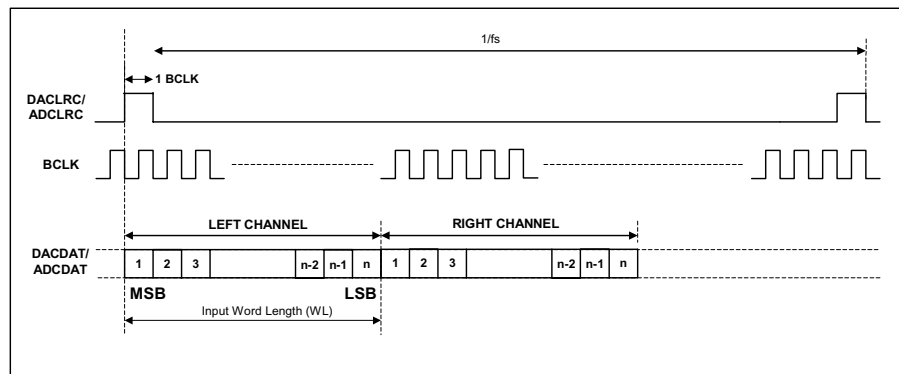 1/fs
1 BCLK
DACLRC/
ADCLRC
BCLK
LEFT CHANNEL
RIGHT CHANNEL
DACDAT/
ADCDAT
1 2 3 n-2 n-1 n 1 2 3 n-2 n-1 n
MSB LSB
Input Word Length (WL)